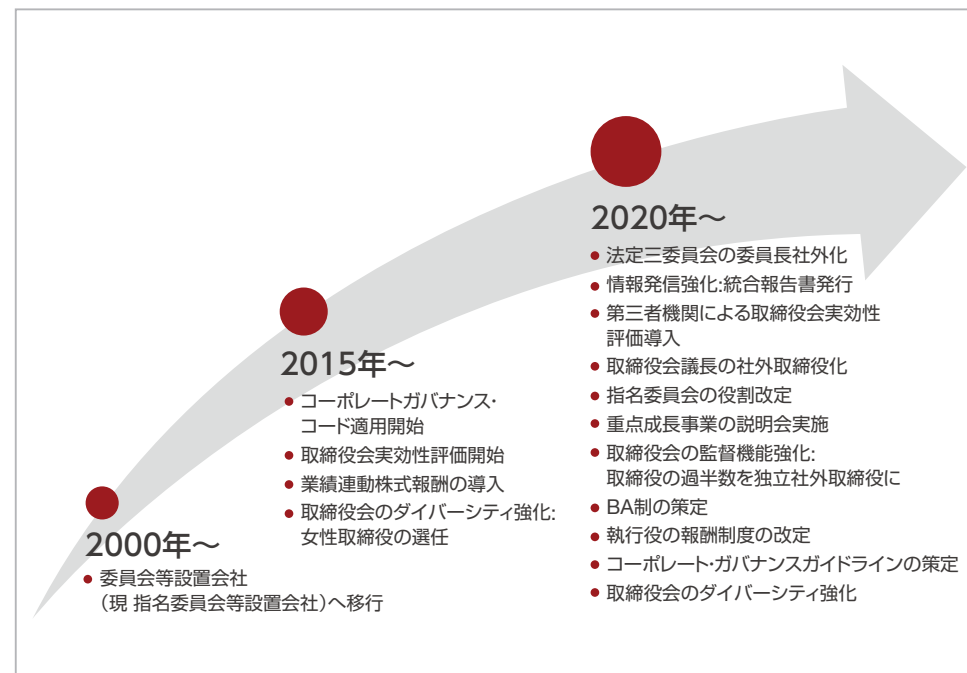 2000年～
● 委員会等設置会社
（現 指名委員会等設置会社）へ移行
2015年～
● コーポレートガバナンス・
コード適用開始
● 取締役会実効性評価開始
● 業績連動株式報酬の導入
● 取締役会のダイバーシティ強化:
女性取締役の選任
2020年～
● 法定三委員会の委員長社外化
● 情報発信強化:統合報告書発行
● 第三者機関による取締役会実効性
評価導入
● 取締役会議長の社外取締役化
● 指名委員会の役割改定
● 重点成長事業の説明会実施
● 取締役会の監督機能強化:
取締役の過半数を独立社外取締役に
● BA制の策定
● 執行役の報酬制度の改定
● コーポレート・ガバナンスガイドラインの策定
● 取締役会のダイバーシティ強化